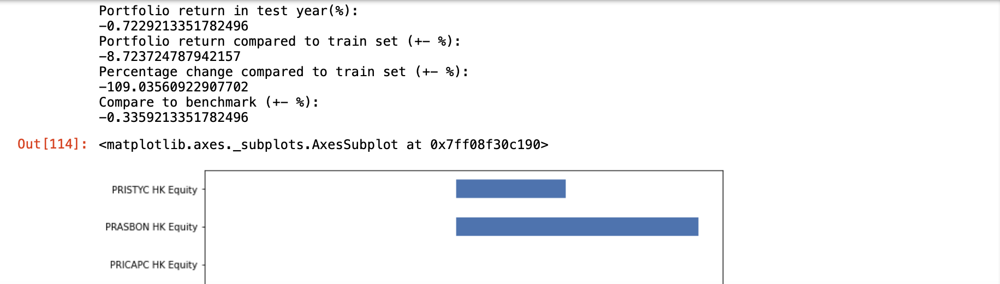 Portfolio return in test year(%):
-0.7229213351782496
Portfolio return compared to train set (+- %):
-8.723724787942157
Percentage change compared to train set (+- %):
-109.03560922907702
Compare to benchmark (+- %):
-0.3359213351782496
Out[114]: <matplotlib.axes._subplots.AxesSubplot at 0x7ff08f30c190>
PRISTYC HK Equity
PRASBON HK Equity
PRICAPC HK Equity